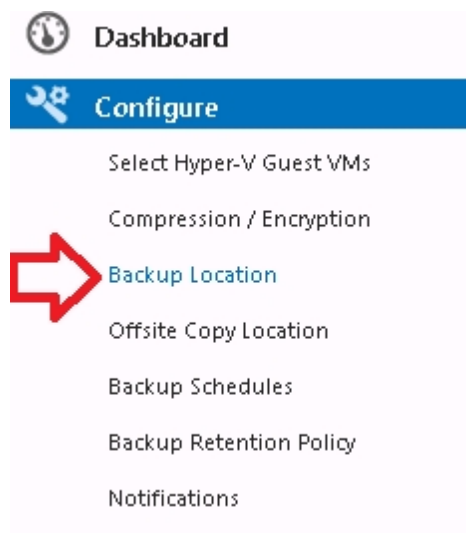 Dashboard
Configure
Select Hyper-V Guest VMs
Compression / Encryption
Backup Location
Offsite Copy Location
Backup Schedules
Backup Retention Policy
Notifications